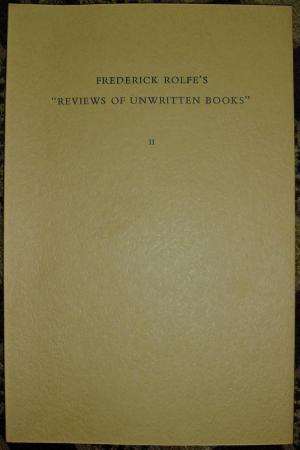 FREDERICK ROLFE'S
"REVIEWS OF UNWRITTEN BOOKS"
II